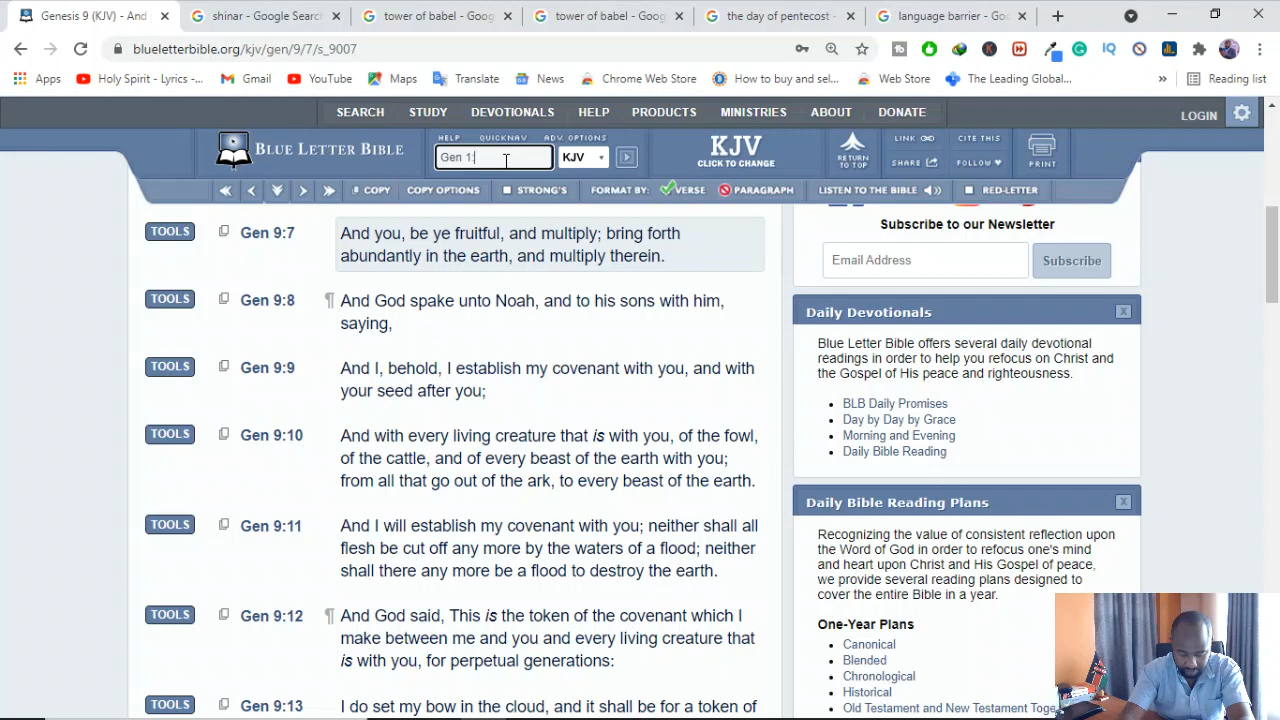 Genesis 9 (KJV) - And
shinar - Google Searc
tower of babe - Goog
tower of babel - Goog
the day of pentecost -
language barrier - Goo
blueletterbible.org/kjv/gen/9/7/s_9007
Apps
Holy Spirit - Lyrics -...
Gmail
YouTube
Maps
Translate
News
Chrome Web Store
How to buy and sel...
Web Store
The Leading Global...
»
Reading list
SEARCH STUDY DEVOTIONALS HELP PRODUCTS MINISTRIES ABOUT DONATE
LOGIN
BLUE LETTER BIBLE
HELP QUICKNAV ADV. OPTIONS
Gen 1:
KJV
KJV
CLICK TO CHANGE
RETURN
TO TOP
LINK
SHARE
CITE THIS
FOLLOW
PRINT
COPY COPY OPTIONS STRONG'S FORMAT BY: VERSE PARAGRAPH LISTEN TO THE BIBLE RED-LETTER
TOOLS Gen 9:7 And you, be ye fruitful, and multiply; bring forth
abundantly in the earth, and multiply therein.
TOOLS Gen 9:8 ¶ And God spake unto Noah, and to his sons with him,
saying,
TOOLS Gen 9:9 And I, behold, I establish my covenant with you, and with
your seed after you;
TOOLS Gen 9:10 And with every living creature that is with you, of the fowl,
of the cattle, and of every beast of the earth with you;
from all that go out of the ark, to every beast of the earth.
TOOLS Gen 9:11 And I will establish my covenant with you; neither shall all
flesh be cut off any more by the waters of a flood; neither
shall there any more be a flood to destroy the earth.
TOOLS Gen 9:12 ¶ And God said, This is the token of the covenant which I
make between me and you and every living creature that
is with you, for perpetual generations:
TOOLS Gen 9:13 I do set my bow in the cloud, and it shall be for a token of
Subscribe to our Newsletter
Email Address
Subscribe
Daily Devotionals
X
Blue Letter Bible offers several daily devotional
readings in order to help you refocus on Christ and
the Gospel of His peace and righteousness.
BLB Daily Promises
Day by Day by Grace
Morning and Evening
Daily Bible Reading
Daily Bible Reading Plans
X
Recognizing the value of consistent reflection upon
the Word of God in order to refocus one's mind
and heart upon Christ and His Gospel of peace,
we provide several reading plans designed to
cover the entire Bible in a year.
One-Year Plans
Canonical
Blended
Chronological
Historical
Old Testament and New Testament Toge